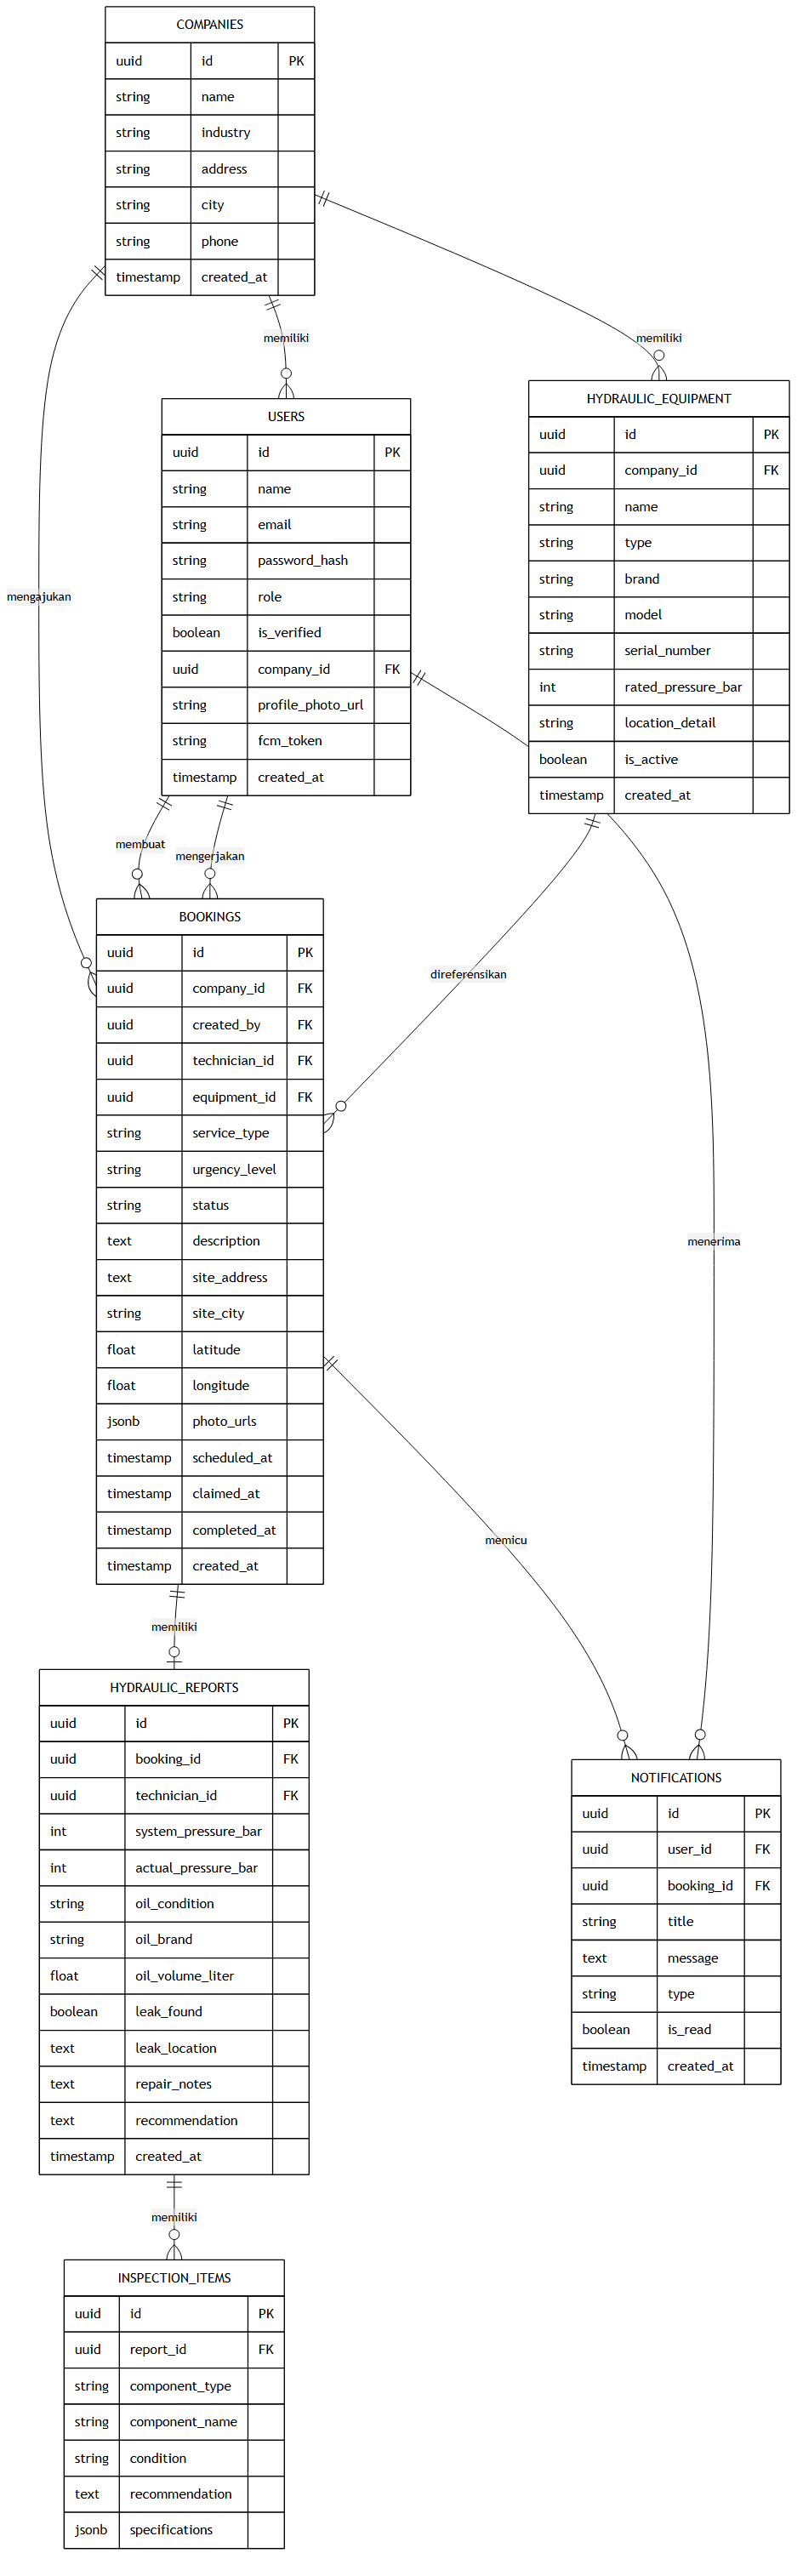 COMPANIES
uuid id PK
string name
string industry
string address
string city
string phone
timestamp created_at
memiliki
memiliki
mengajukan
USERS
uuid id PK
string name
string email
string password_hash
string role
boolean is_verified
uuid company_id FK
string profile_photo_url
string fcm_token
timestamp created_at
HYDRAULIC_EQUIPMENT
uuid id PK
uuid company_id FK
string name
string type
string brand
string model
string serial_number
int rated_pressure_bar
string location_detail
boolean is_active
timestamp created_at
membuat
mengerjakan
direferensikan
menerima
BOOKINGS
uuid id PK
uuid company_id FK
uuid created_by FK
uuid technician_id FK
uuid equipment_id FK
string service_type
string urgency_level
string status
text description
text site_address
string site_city
float latitude
float longitude
jsonb photo_urls
timestamp scheduled_at
timestamp claimed_at
timestamp completed_at
timestamp created_at
memicu
memiliki
HYDRAULIC_REPORTS
uuid id PK
uuid booking_id FK
uuid technician_id FK
int system_pressure_bar
int actual_pressure_bar
string oil_condition
string oil_brand
float oil_volume_liter
boolean leak_found
text leak_location
text repair_notes
text recommendation
timestamp created_at
NOTIFICATIONS
uuid id PK
uuid user_id FK
uuid booking_id FK
string title
text message
string type
boolean is_read
timestamp created_at
memiliki
INSPECTION_ITEMS
uuid id PK
uuid report_id FK
string component_type
string component_name
string condition
text recommendation
jsonb specifications